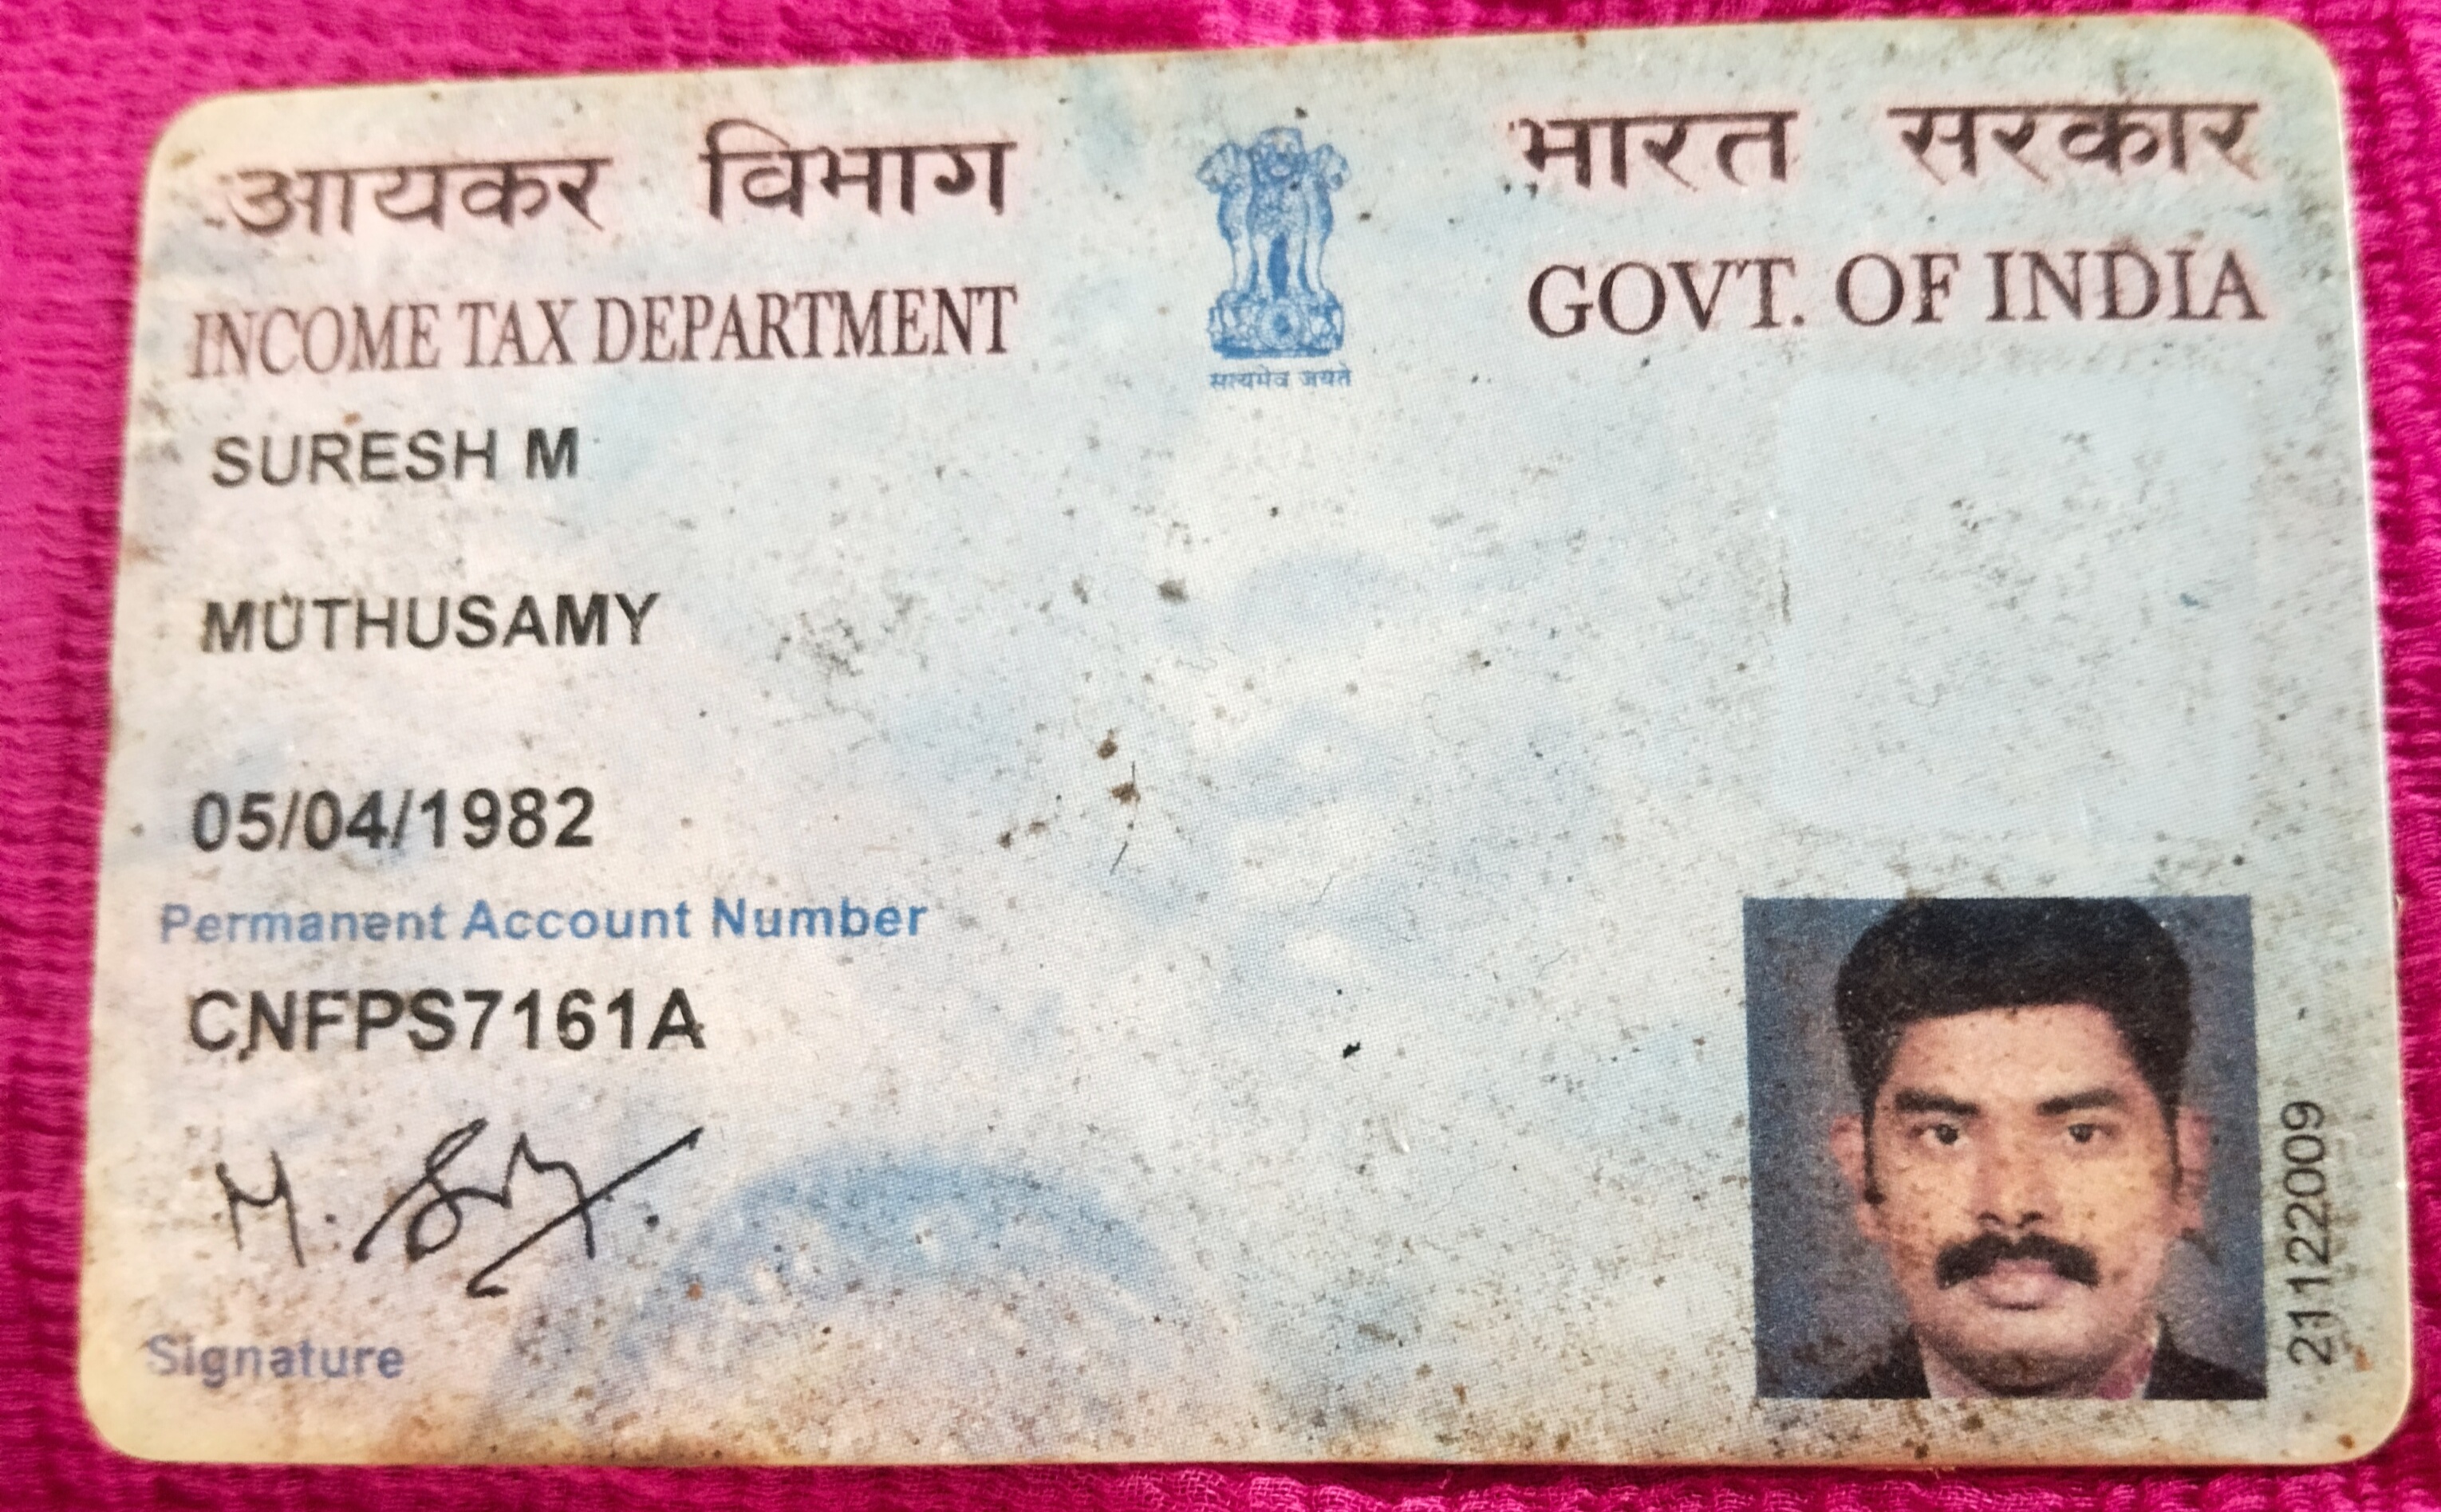 आयकर विभाग
INCOME TAX DEPARTMENT
सत्यमेव जयते
भारत सरकार
GOVT. OF INDIA
SURESH M
MUTHUSAMY
05/04/1982
Permanent Account Number
CNFPS7161A
M.
Signature
21122009